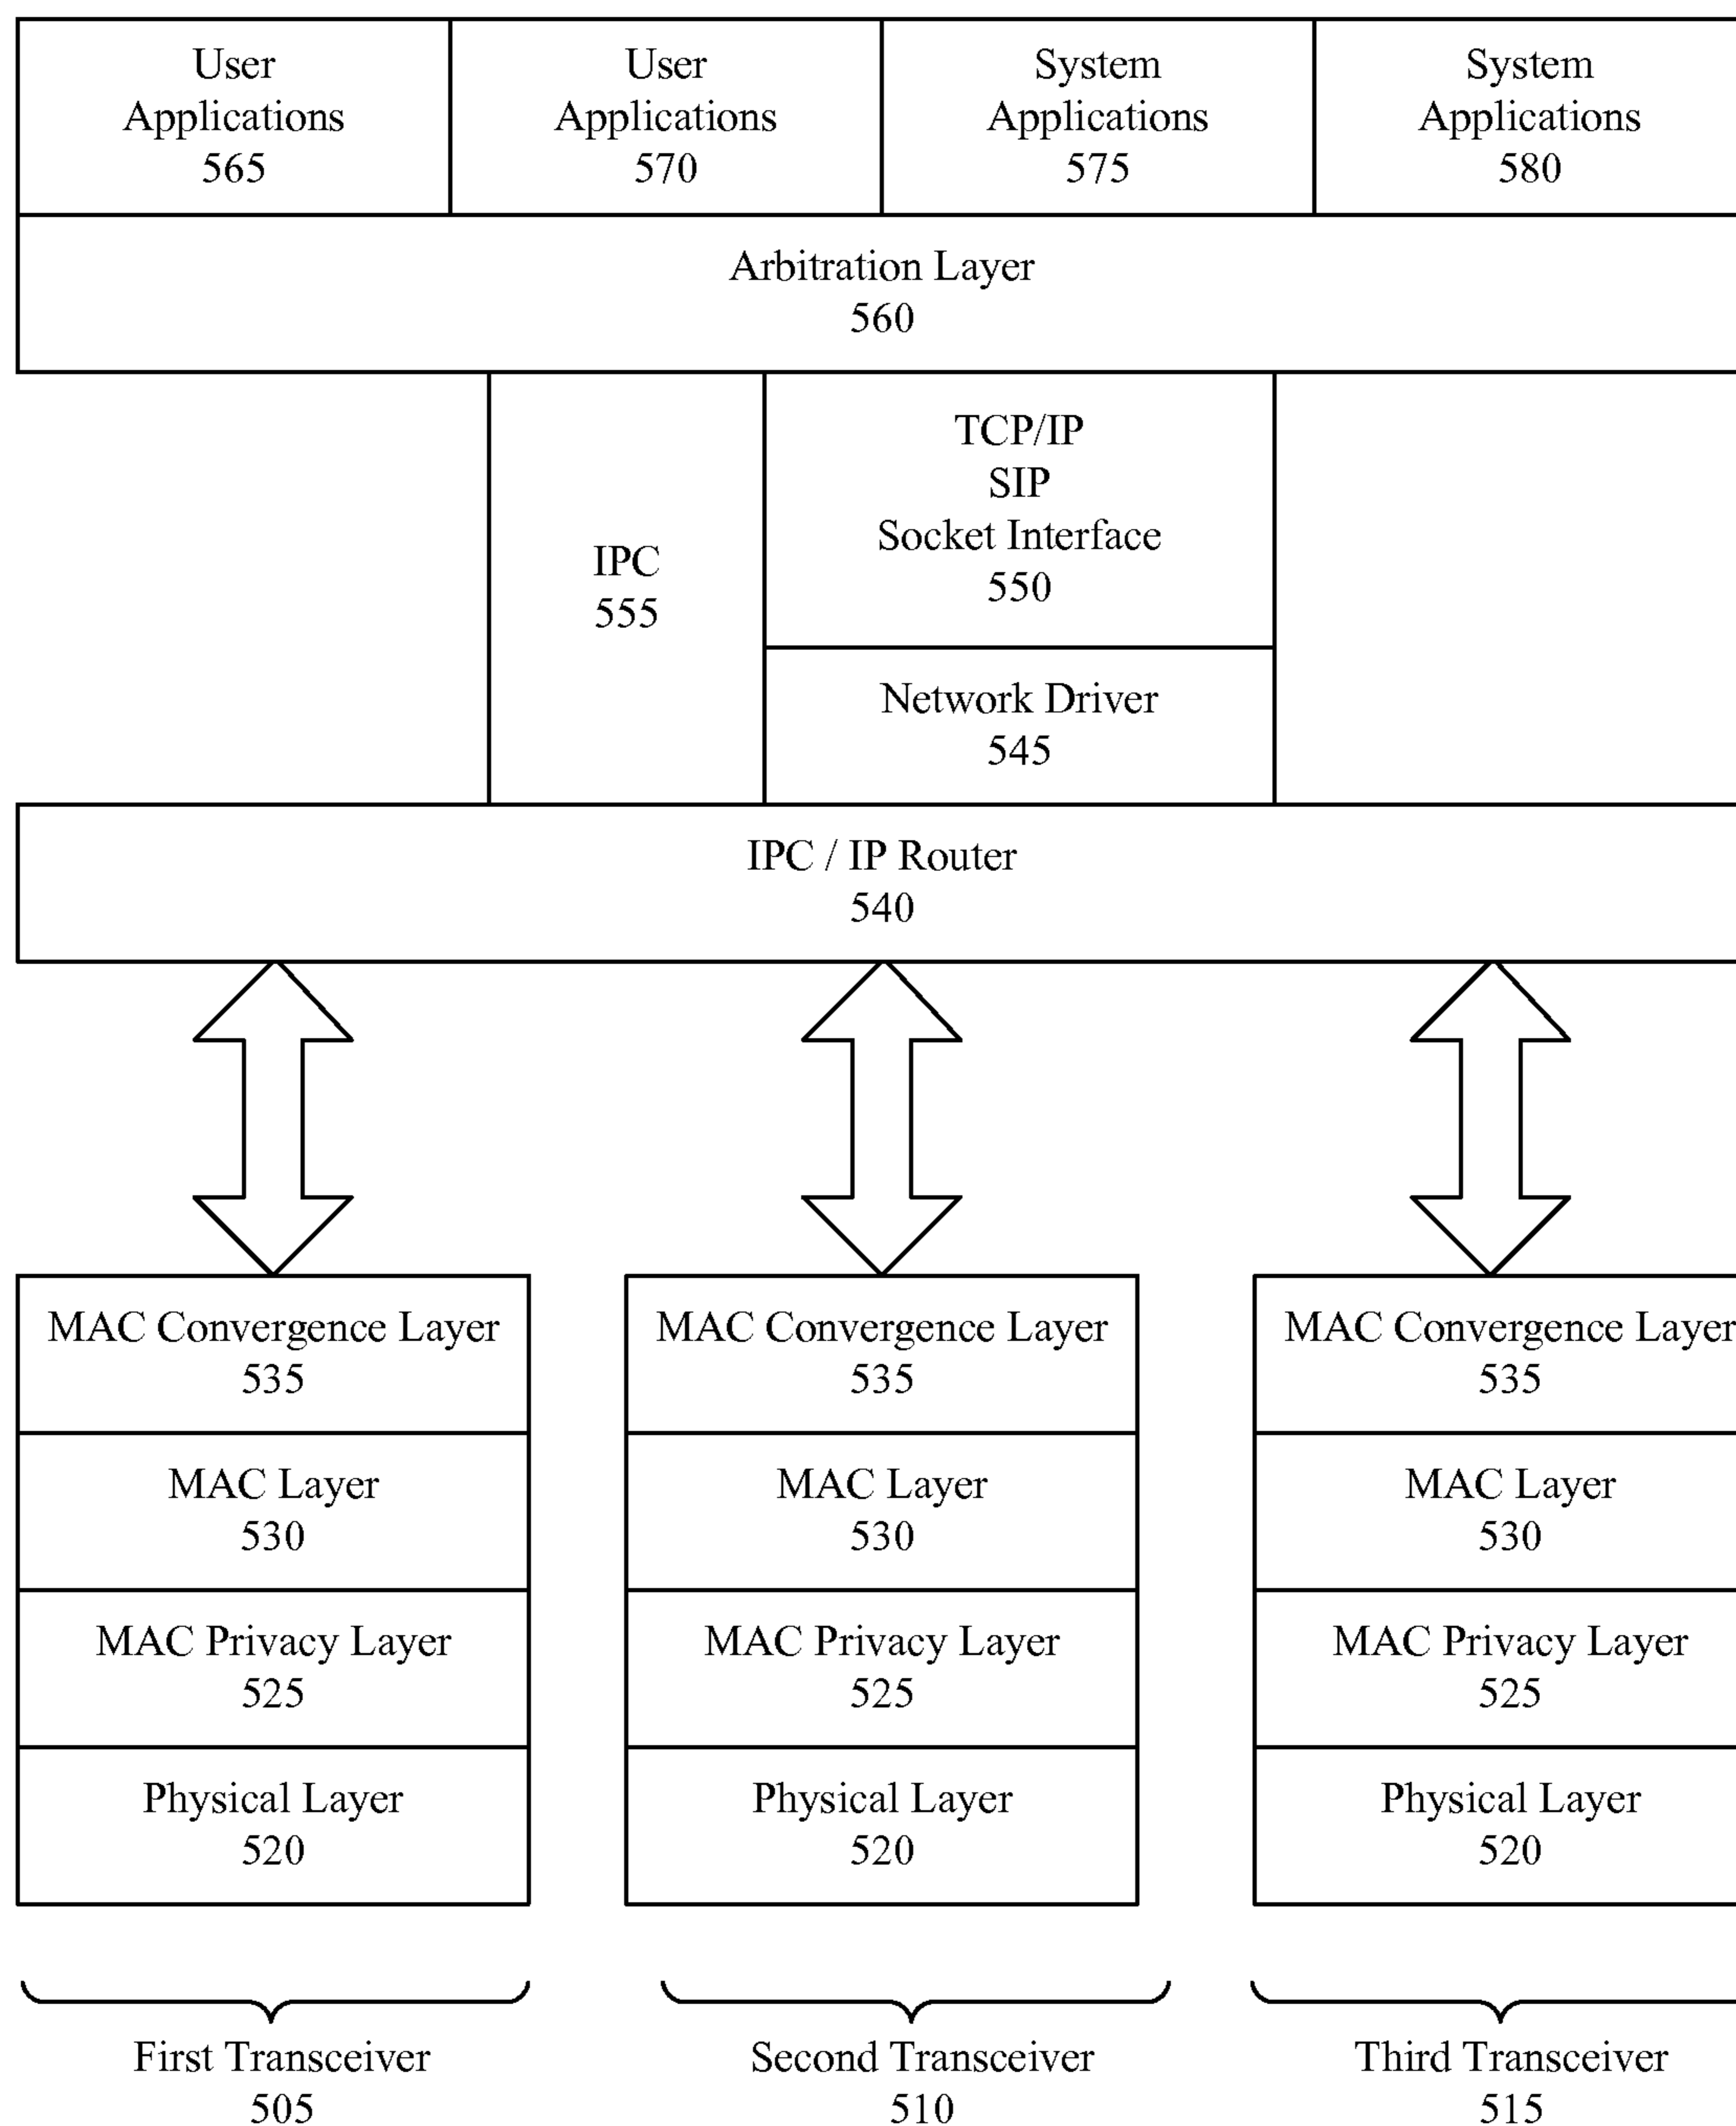 User
Applications
565
User
Applications
570
System
Applications
575
System
Applications
580
Arbitration Layer
560
IPC
555
TCP/IP
SIP
Socket Interface
550
Network Driver
545
IPC / IP Router
540
MAC Convergence Layer
535
MAC Layer
530
MAC Privacy Layer
525
Physical Layer
520
MAC Convergence Layer
535
MAC Layer
530
MAC Privacy Layer
525
Physical Layer
520
MAC Convergence Layer
535
MAC Layer
530
MAC Privacy Layer
525
Physical Layer
520
First Transceiver
505
Second Transceiver
510
Third Transceiver
515